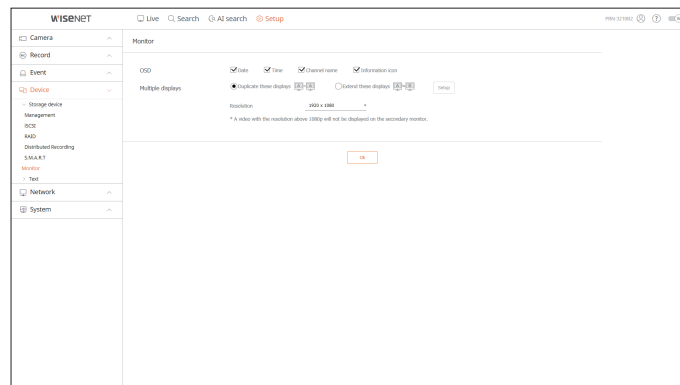 WISENET Live Search AI search Setup
Camera
Record
Event
Device
Storage device
Management
iSCSI
RAID
Distributed Recording
S.M.A.R.T
Monitor
Text
Network
System
Monitor
OSD Date Time Channel name Information icon
Multiple displays Duplicate these displays A = A Extend these displays Setup
Resolution 1920 x 1080
* A video with the resolution above 1080p will not be displayed on the secondary monitor.
Ok